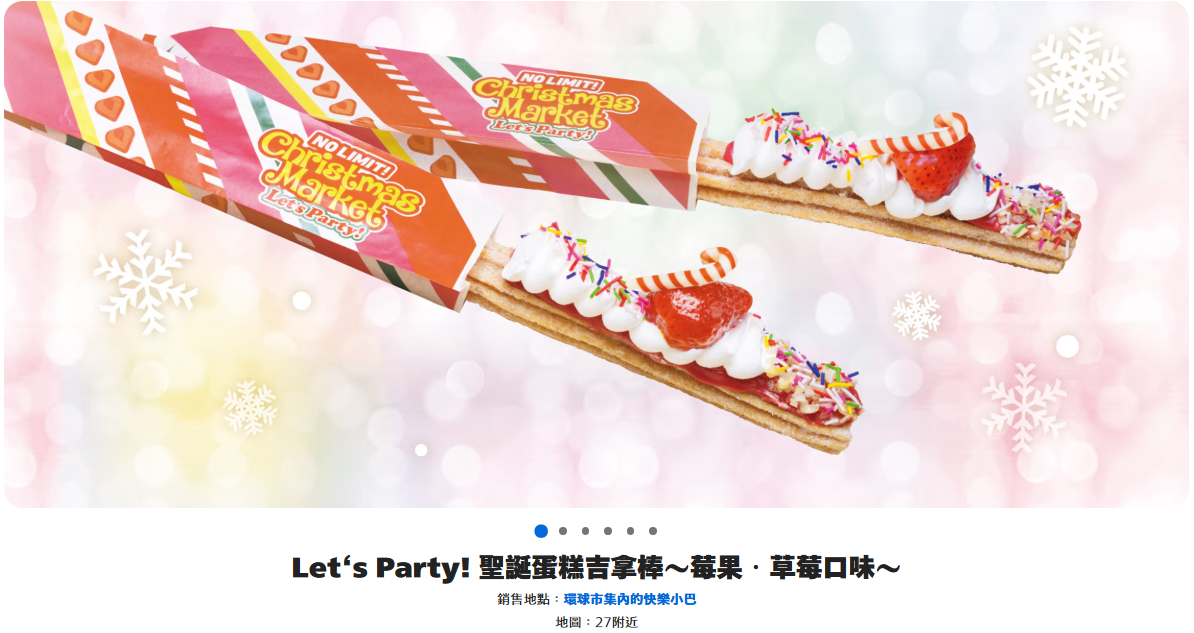 NO LIMIT!
Christmas
Market
Let's Party!
NO LIMIT!
Christmas
Market
Let's Party!
Let‘s Party! 聖誕蛋糕吉拿棒～莓果・草莓口味～
銷售地點：環球市集內的快樂小巴
地圖：27附近